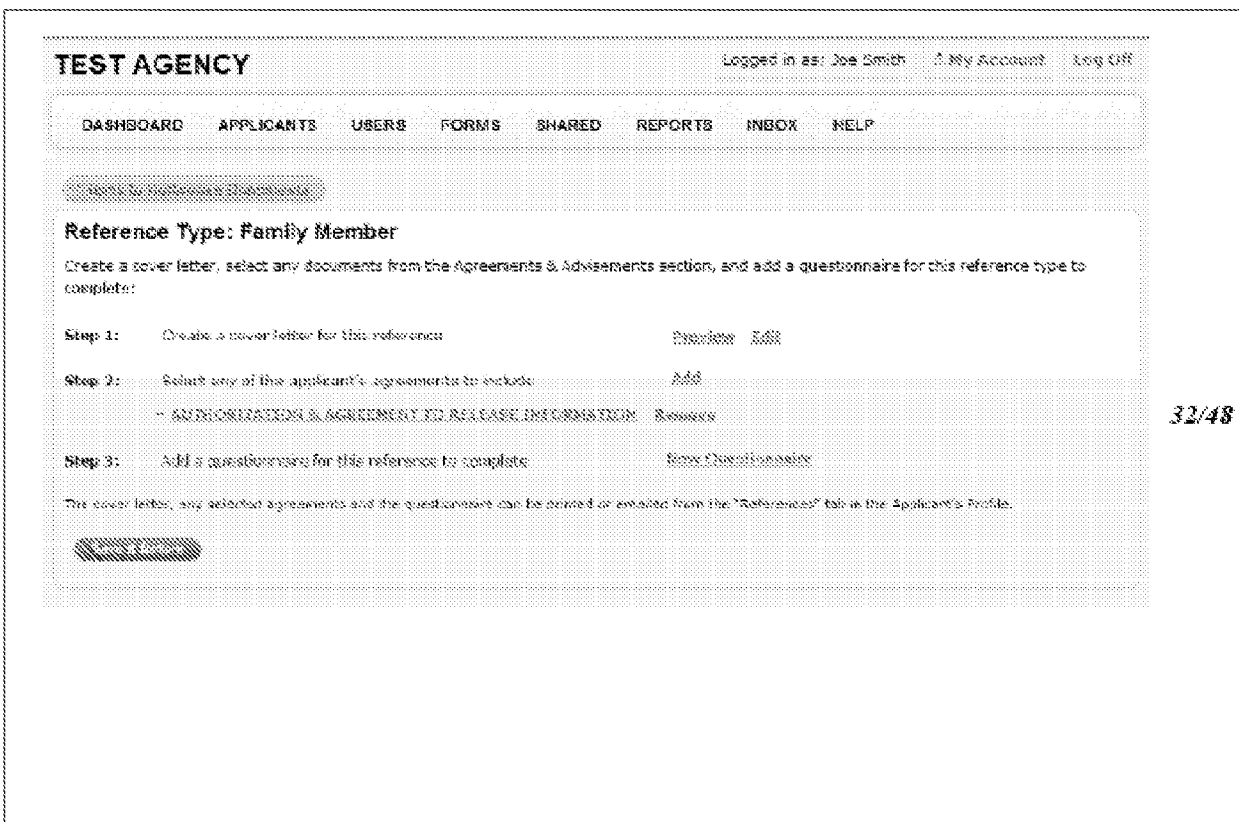 TEST AGENCY
Logged in as: Joe Smith My Account Log Off
DASHBOARD APPLICANTS USERS FORMS SHARED REPORTS INBOX HELP
Reference Type: Family Member
Create a cover letter, select any documents from the Agreements & Advisements section, and add a questionnaire for this reference type to
complete:
Step 1: Create a cover letter for this reference Preview Edit
Step 2: Select any of the applicant's agreements to include Add
- AUTHORIZATION & AGREEMENT TO RELEASE INFORMATION Remove
Step 3: Add a questionnaire for this reference to complete New Questionnaire
The cover letter, any selected agreements and the questionnaire can be printed or emailed from the "References" tab in the Applicant's Profile.
32/48